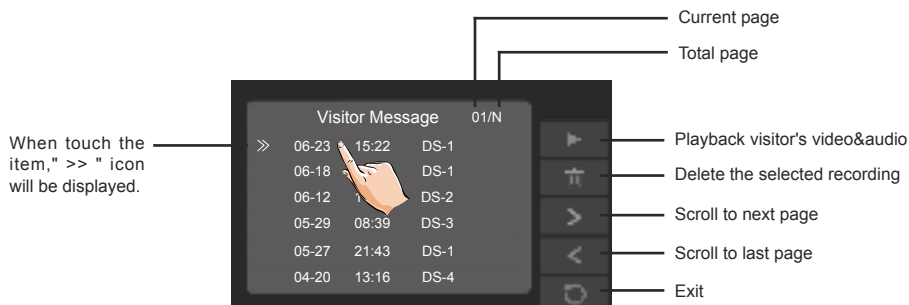 Current page
Total page
Visitor Message 01/N
When touch the
item," >> " icon
will be displayed.
>> 06-23 15:22 DS-1
06-18 DS-1
06-12 1 DS-2
05-29 08:39 DS-3
05-27 21:43 DS-1
04-20 13:16 DS-4
Playback visitor's video&audio
Delete the selected recording
Scroll to next page
Scroll to last page
Exit